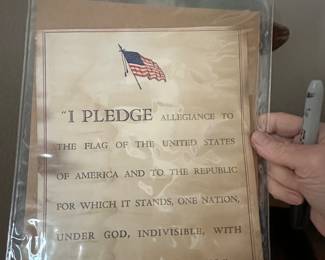 "I PLEDGE ALLEGIANCE TO
THE FLAG OF THE UNITED STATES
OF AMERICA AND TO THE REPUBLIC
FOR WHICH IT STANDS, ONE NATION,
UNDER GOD, INDIVISIBLE, WITH